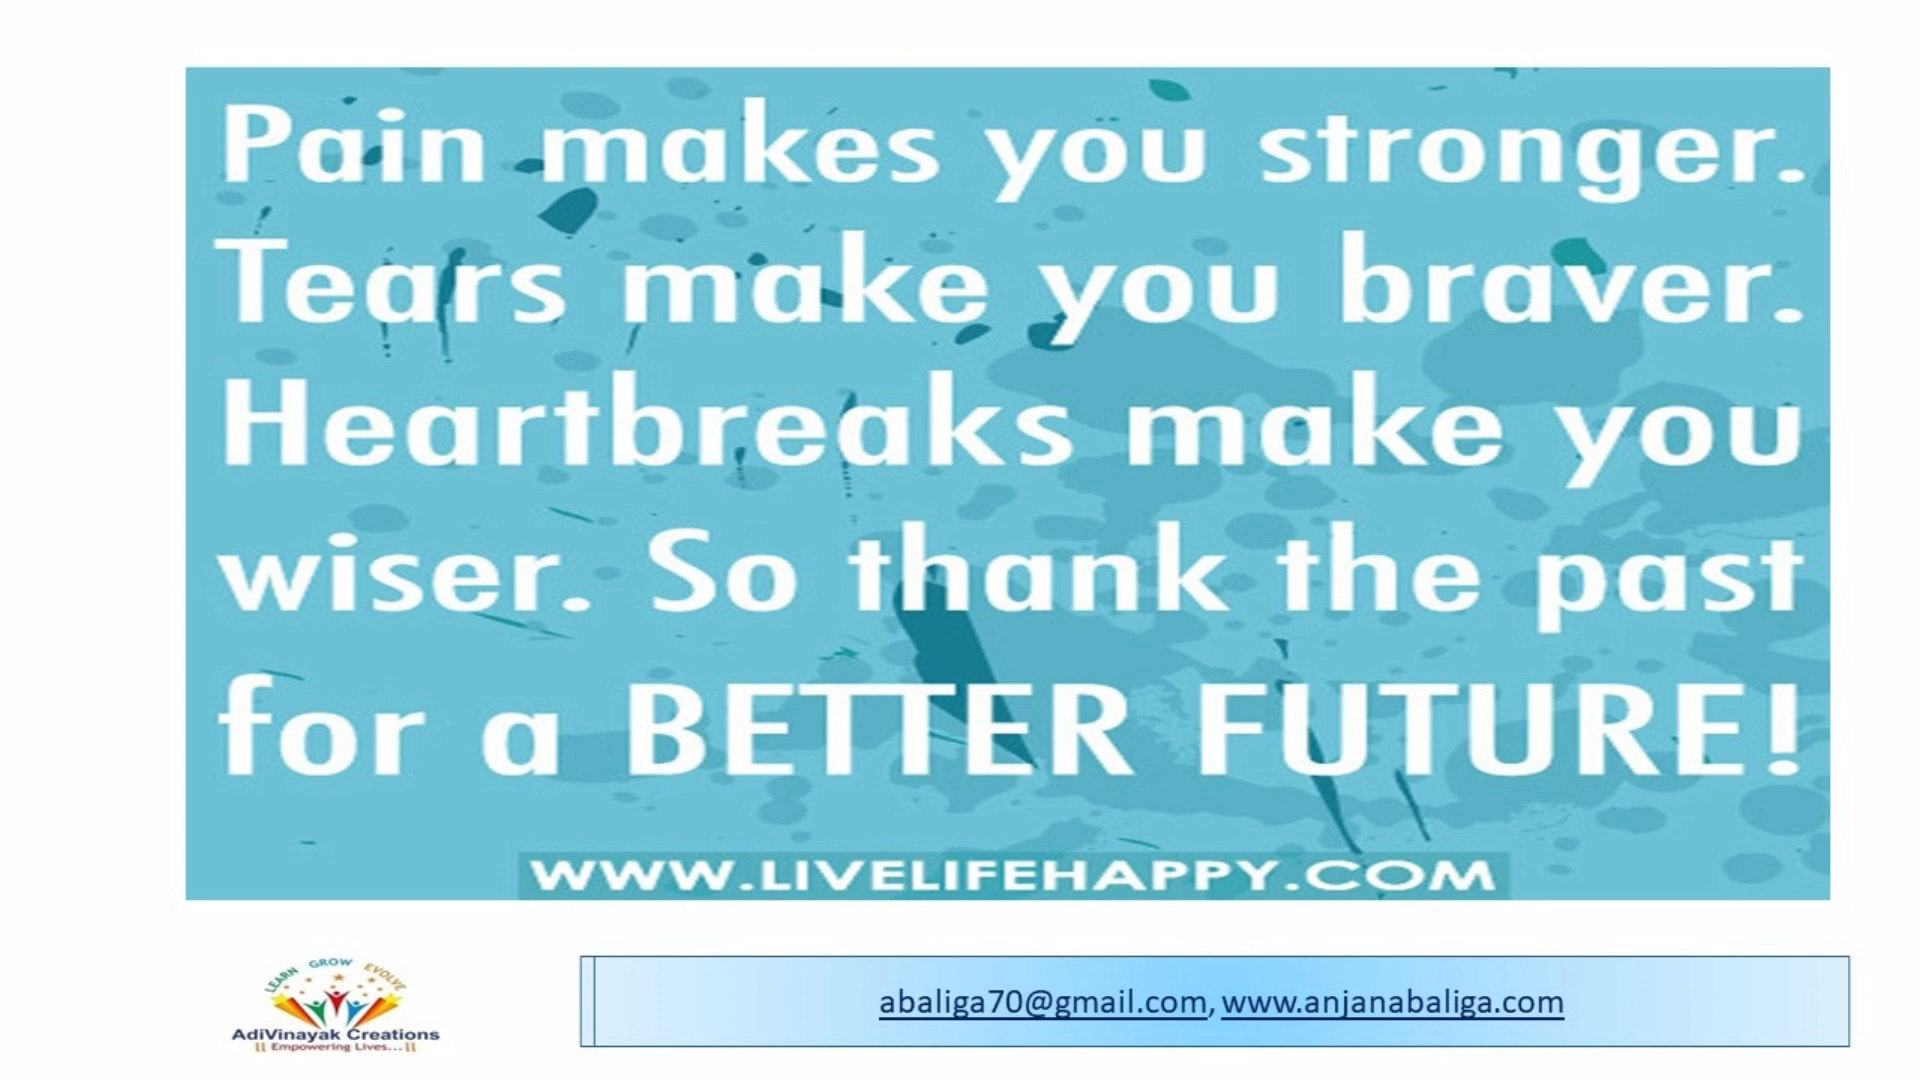 Pain makes you stronger.
Tears make you braver.
Heartbreaks make you
wiser. So thank the past
for a BETTER FUTURE!
WWW.LIVELIFEHAPPY.COM
LEARN GROW EVOLVE
AdiVinayak Creations
|| Empowering Lives... ||
abaliga70@gmail.com, www.anjanabaliga.com